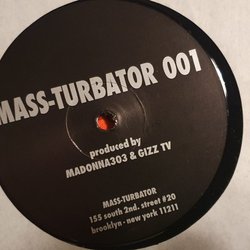 MASS-TURBATOR 001
produced by
MADONNA303 & GIZZ TV
MASS-TURBATOR
155 south 2nd. street #20
brooklyn - new york 11211